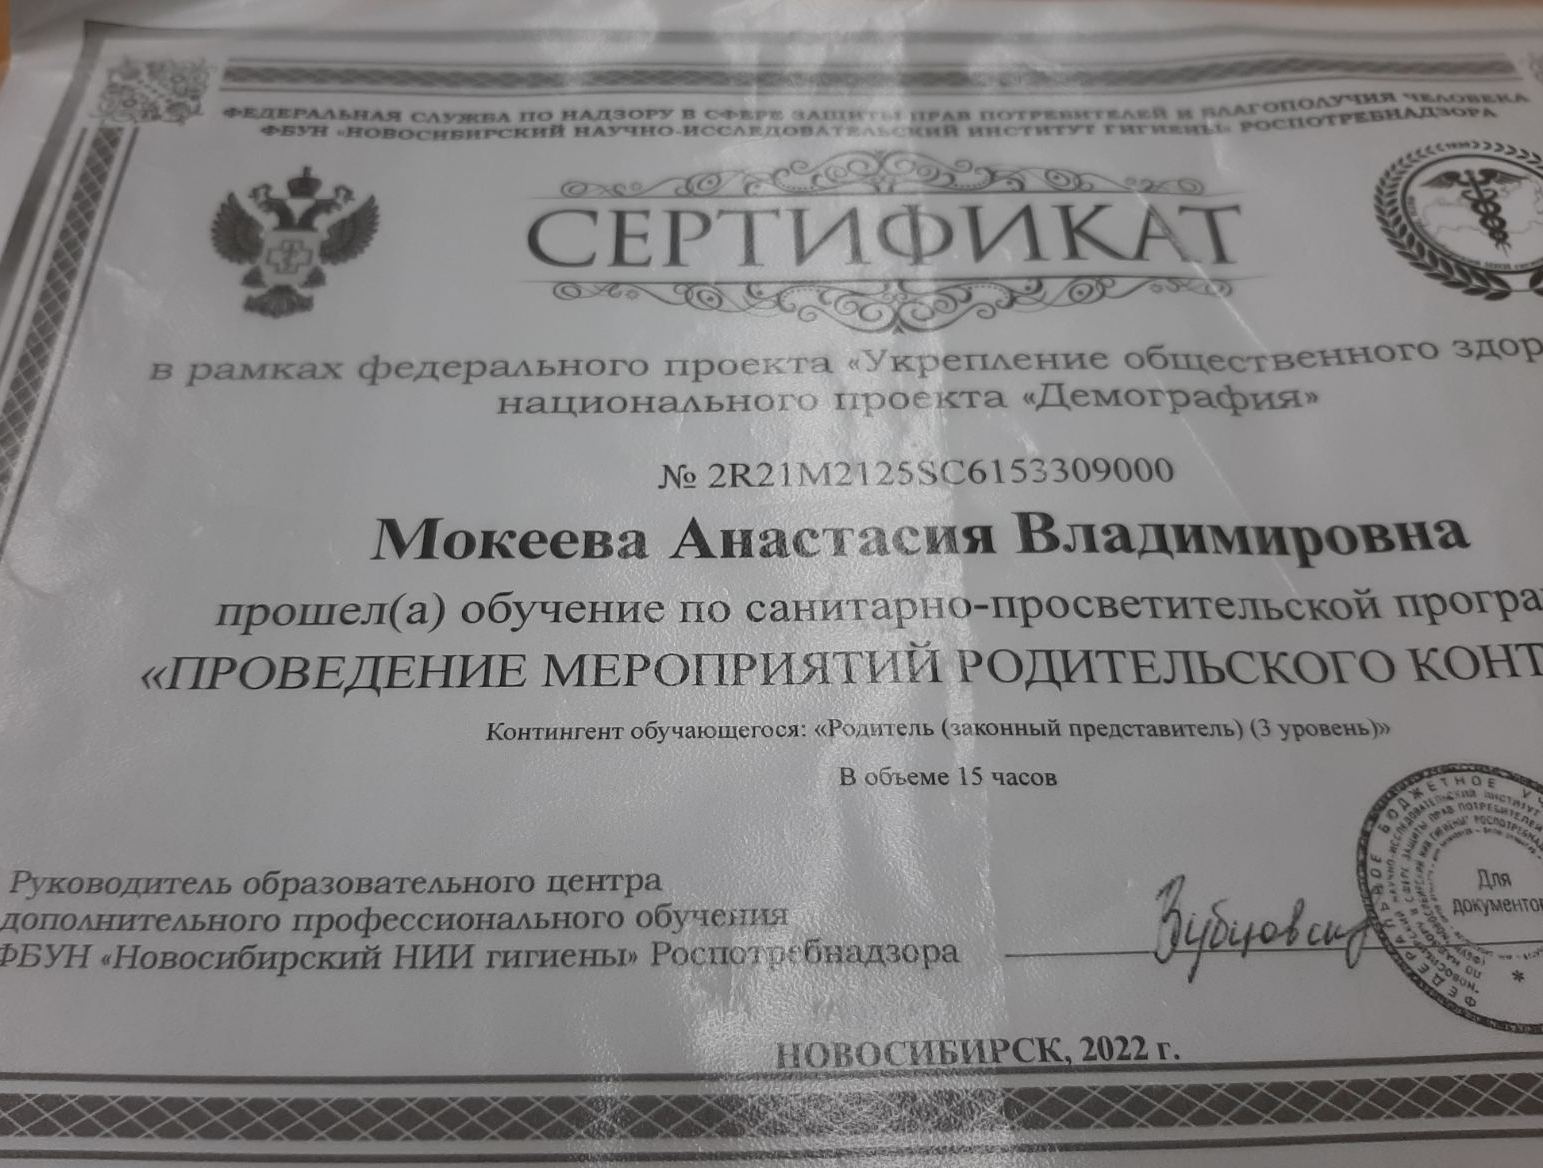 ФЕДЕРАЛЬНАЯ СЛУЖБА ПО НАДЗОРУ В СФЕРЕ ЗАЩИТЫ ПРАВ ПОТРЕБИТЕЛЕЙ И БЛАГОПОЛУЧИЯ ЧЕЛОВЕКА
ФБУН «НОВОСИБИРСКИЙ НАУЧНО-ИССЛЕДОВАТЕЛЬСКИЙ ИНСТИТУТ ГИГИЕНЫ» РОСПОТРЕБНАДЗОРА
СЕРТИФИКАТ
в рамках федерального проекта «Укрепление общественного здор
национального проекта «Демография»
№ 2R21M2125SC6153309000
Мокеева Анастасия Владимировна
прошел(а) обучение по санитарно-просветительской програ
«ПРОВЕДЕНИЕ МЕРОПРИЯТИЙ РОДИТЕЛЬСКОГО КОНТ
Контингент обучающегося: «Родитель (законный представитель) (3 уровень)»
В объеме 15 часов
Руководитель образовательного центра
дополнительного профессионального обучения
ФБУН «Новосибирский НИИ гигиены» Роспотребнадзора
Для
документов
НОВОСИБИРСК, 2022 г.